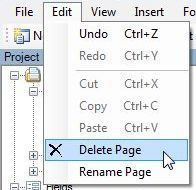 File Edit View Insert
Ne
Undo Ctrl+Z
Redo Ctrl+Y
Project
Cut Ctrl+X
Copy Ctrl+C
Paste Ctrl+V
Delete Page
Rename Page
Fields